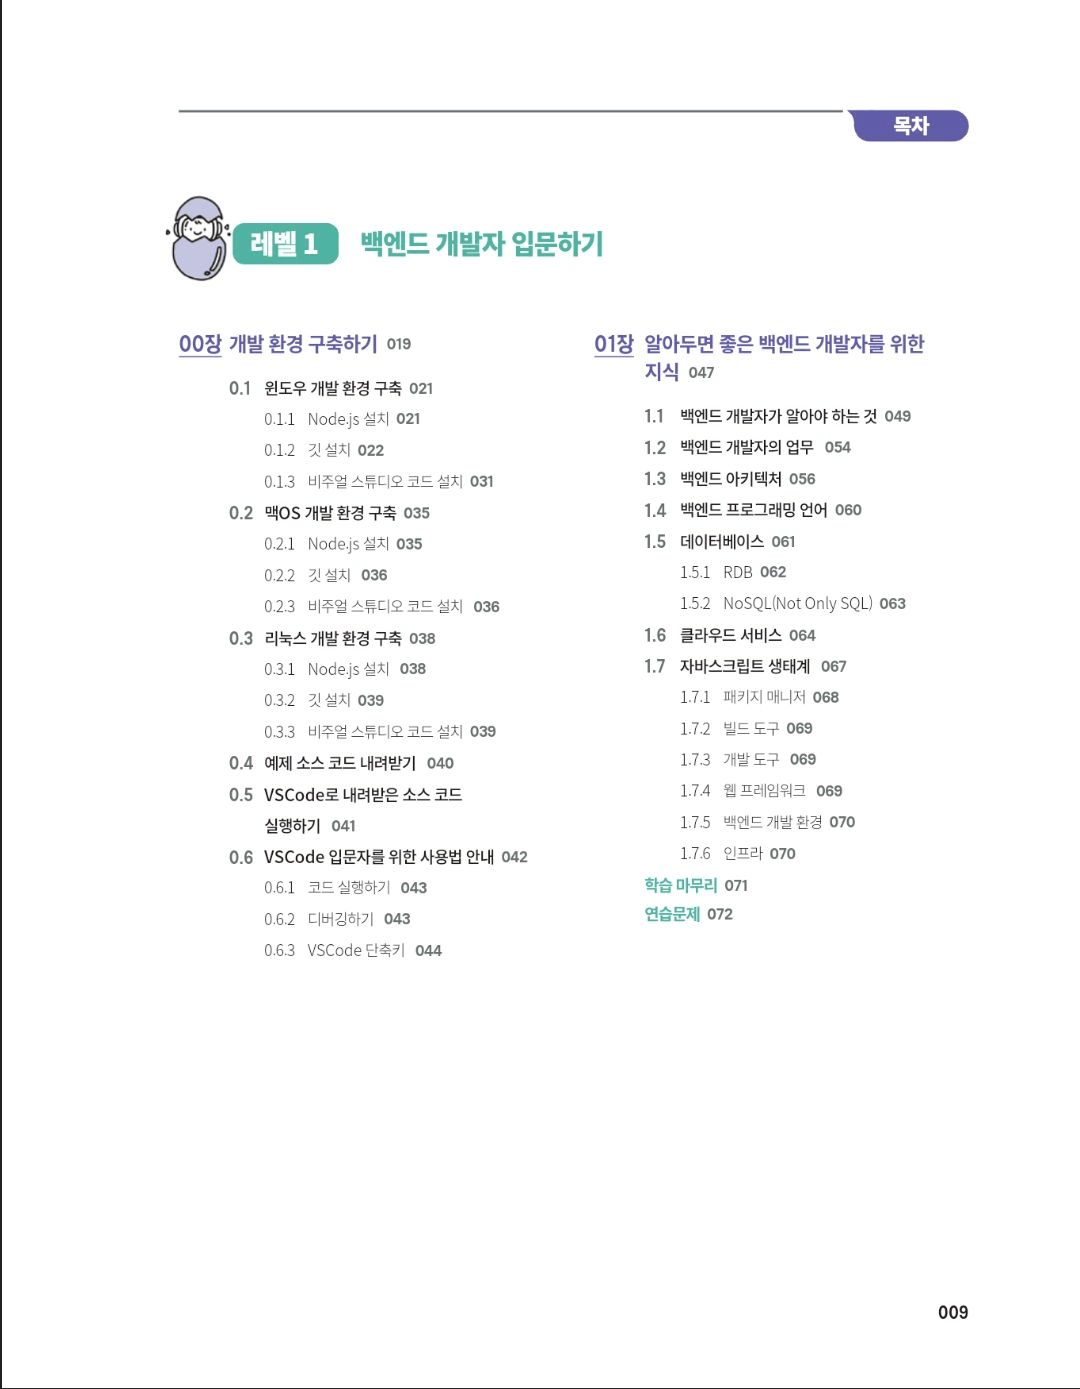 목차
레벨 1 백엔드 개발자 입문하기
00장 개발 환경 구축하기 019
0.1 윈도우 개발 환경 구축 021
0.1.1 Node.js 설치 021
0.1.2 깃 설치 022
0.1.3 비주얼 스튜디오 코드 설치 031
0.2 맥OS 개발 환경 구축 035
0.2.1 Node.js 설치 035
0.2.2 깃 설치 036
0.2.3 비주얼 스튜디오 코드 설치 036
0.3 리눅스 개발 환경 구축 038
0.3.1 Node.js 설치 038
0.3.2 깃 설치 039
0.3.3 비주얼 스튜디오 코드 설치 039
0.4 예제 소스 코드 내려받기 040
0.5 VSCode로 내려받은 소스 코드
실행하기 041
0.6 VSCode 입문자를 위한 사용법 안내 042
0.6.1 코드 실행하기 043
0.6.2 디버깅하기 043
0.6.3 VSCode 단축키 044
01장 알아두면 좋은 백엔드 개발자를 위한
지식 047
1.1 백엔드 개발자가 알아야 하는 것 049
1.2 백엔드 개발자의 업무 054
1.3 백엔드 아키텍처 056
1.4 백엔드 프로그래밍 언어 060
1.5 데이터베이스 061
1.5.1 RDB 062
1.5.2 NoSQL(Not Only SQL) 063
1.6 클라우드 서비스 064
1.7 자바스크립트 생태계 067
1.7.1 패키지 매니저 068
1.7.2 빌드 도구 069
1.7.3 개발 도구 069
1.7.4 웹 프레임워크 069
1.7.5 백엔드 개발 환경 070
1.7.6 인프라 070
학습 마무리 071
연습문제 072
009